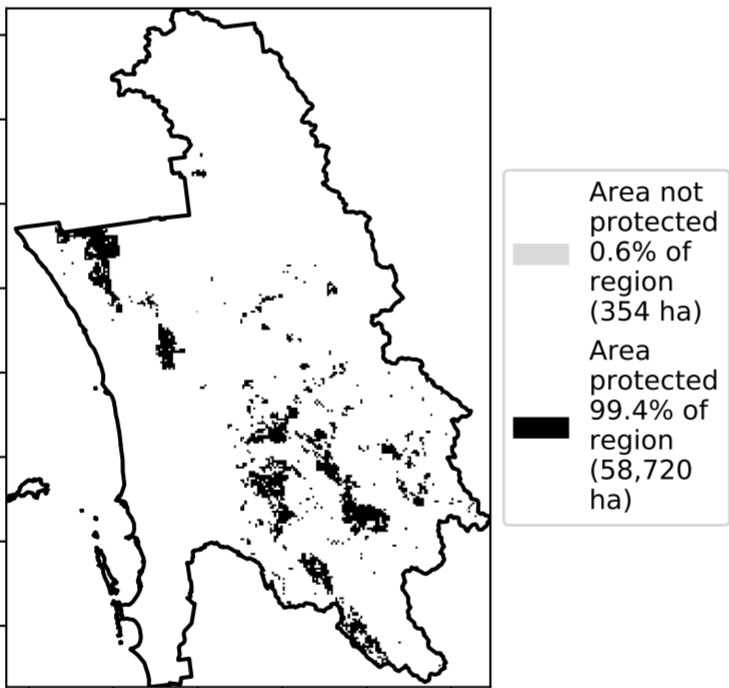 Area not
protected
0.6% of
region
(354 ha)
Area
protected
99.4% of
region
(58,720
ha)